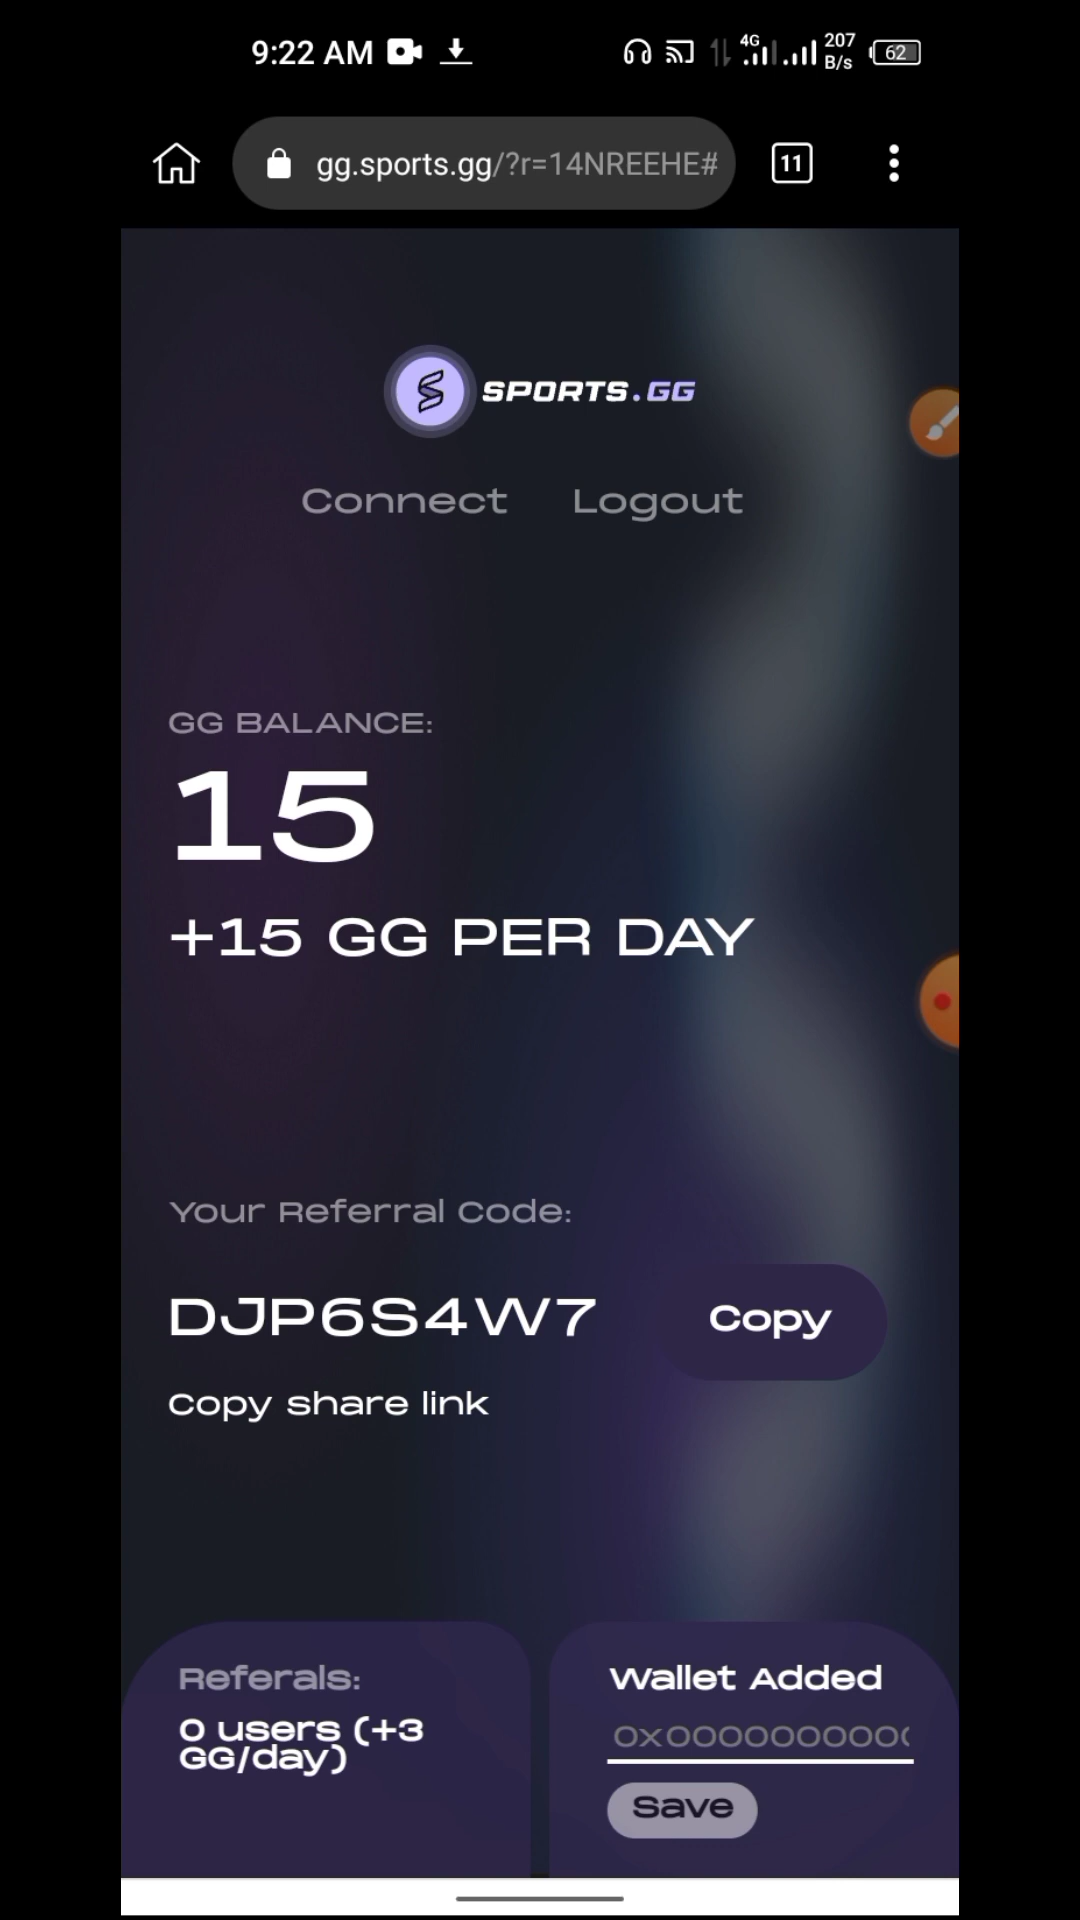 9:22 AM 4G 207 B/s 62
gg.sports.gg/?r=14NREEHE# 11
SPORTS.GG
Connect Logout
GG BALANCE:
15
+15 GG PER DAY
Your Referral Code:
DJP6S4W7 Copy
Copy share link
Referals:
0 users (+3
GG/day)
Wallet Added
0x0000000000
Save